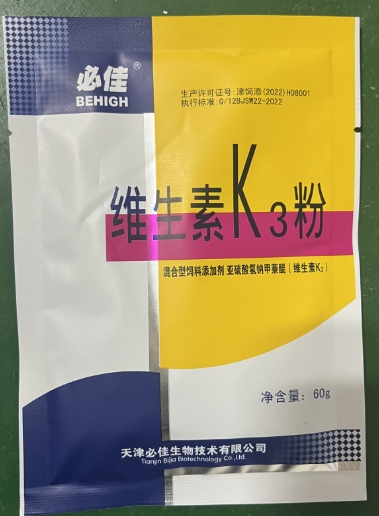 必佳®
BEHIGH
生产许可证号:津饲添(2022)H08001
执行标准:Q/12BJSW22-2022
维生素K3粉
混合型饲料添加剂 亚硫酸氢钠甲萘醌(维生素K₃)
净含量:60g
天津必佳生物技术有限公司
Tianjin Bijia Biotechnology Co.,Ltd.